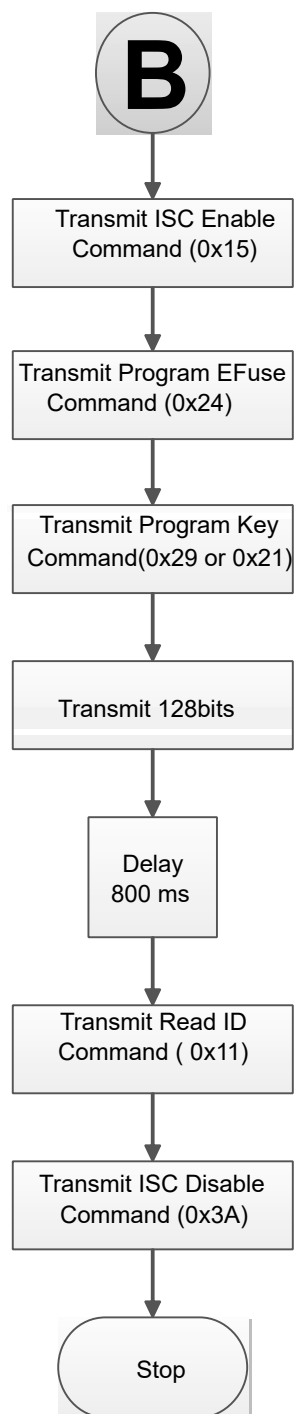 B
Transmit ISC Enable
Command (0x15)
Transmit Program EFuse
Command (0x24)
Transmit Program Key
Command(0x29 or 0x21)
Transmit 128bits
Delay
800 ms
Transmit Read ID
Command ( 0x11)
Transmit ISC Disable
Command (0x3A)
Stop